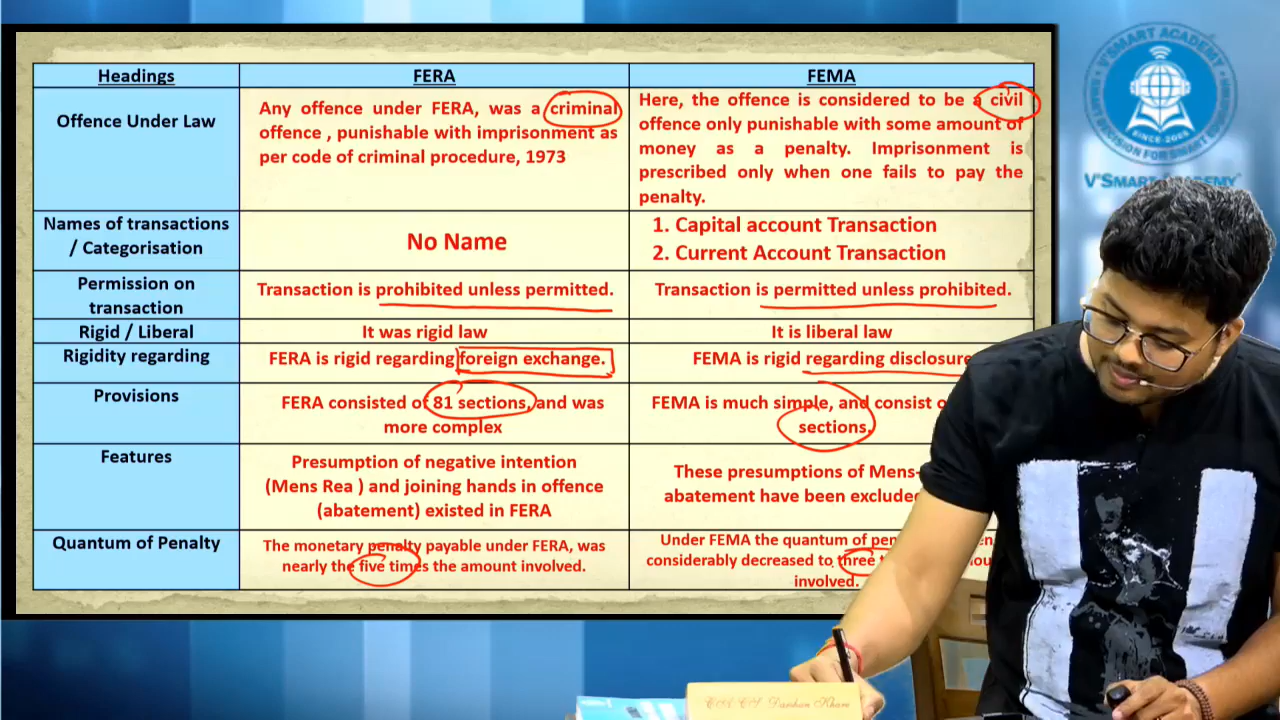 Headings
FERA
FEMA
Offence Under Law
Any offence under FERA, was a criminal
offence , punishable with imprisonment as
per code of criminal procedure, 1973
Here, the offence is considered to be a civil
offence only punishable with some amount of
money as a penalty. Imprisonment is
prescribed only when one fails to pay the
penalty.
Names of transactions
/ Categorisation
No Name
1. Capital account Transaction
2. Current Account Transaction
Permission on
transaction
Transaction is prohibited unless permitted.
Transaction is permitted unless prohibited.
Rigid / Liberal
It was rigid law
It is liberal law
Rigidity regarding
FERA is rigid regarding foreign exchange.
FEMA is rigid regarding disclosure
Provisions
FERA consisted of 81 sections, and was
more complex
FEMA is much simple, and consist
sections.
Features
Presumption of negative intention
(Mens Rea ) and joining hands in offence
(abatement) existed in FERA
These presumptions of Mens-
abatement have been excluded
Quantum of Penalty
The monetary penalty payable under FERA, was
nearly the five times the amount involved.
Under FEMA the quantum of
considerably decreased to three
involved.
V'SMART ACADEMY
SINCE-2005
V'SMART ACADEMY
Darshan Khare